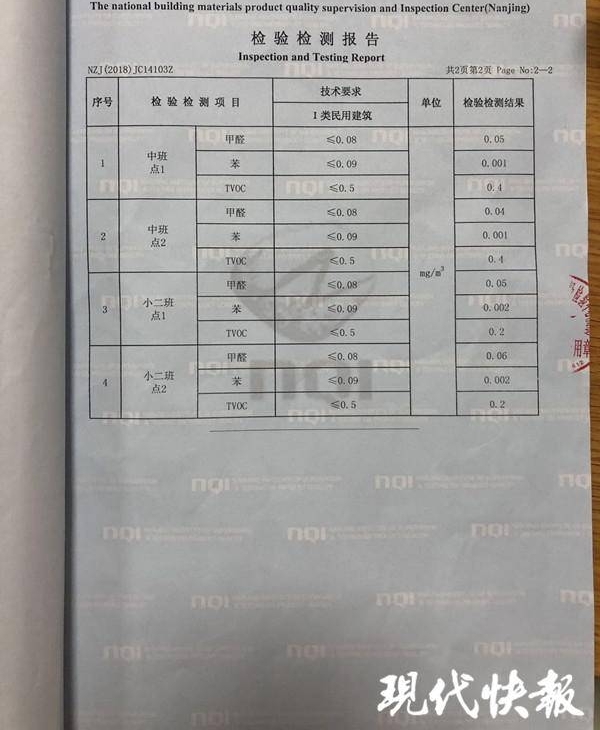 The national building materials product quality supervision and Inspection Center(Nanjing)
检验检测报告
Inspection and Testing Report
NZJ(2018)JC14103Z 共2页第2页 Page No:2—2
序号 检验检测项目 技术要求 单位 检验检测结果
I类民用建筑
1 中班点1 甲醛 ≤0.08 mg/m³ 0.05
苯 ≤0.09 0.001
TVOC ≤0.5 0.4
2 中班点2 甲醛 ≤0.08 0.04
苯 ≤0.09 0.001
TVOC ≤0.5 0.4
3 小二班点1 甲醛 ≤0.08 0.05
苯 ≤0.09 0.002
TVOC ≤0.5 0.2
4 小二班点2 甲醛 ≤0.08 0.06
苯 ≤0.09 0.002
TVOC ≤0.5 0.2
用章
NQI
现代快報